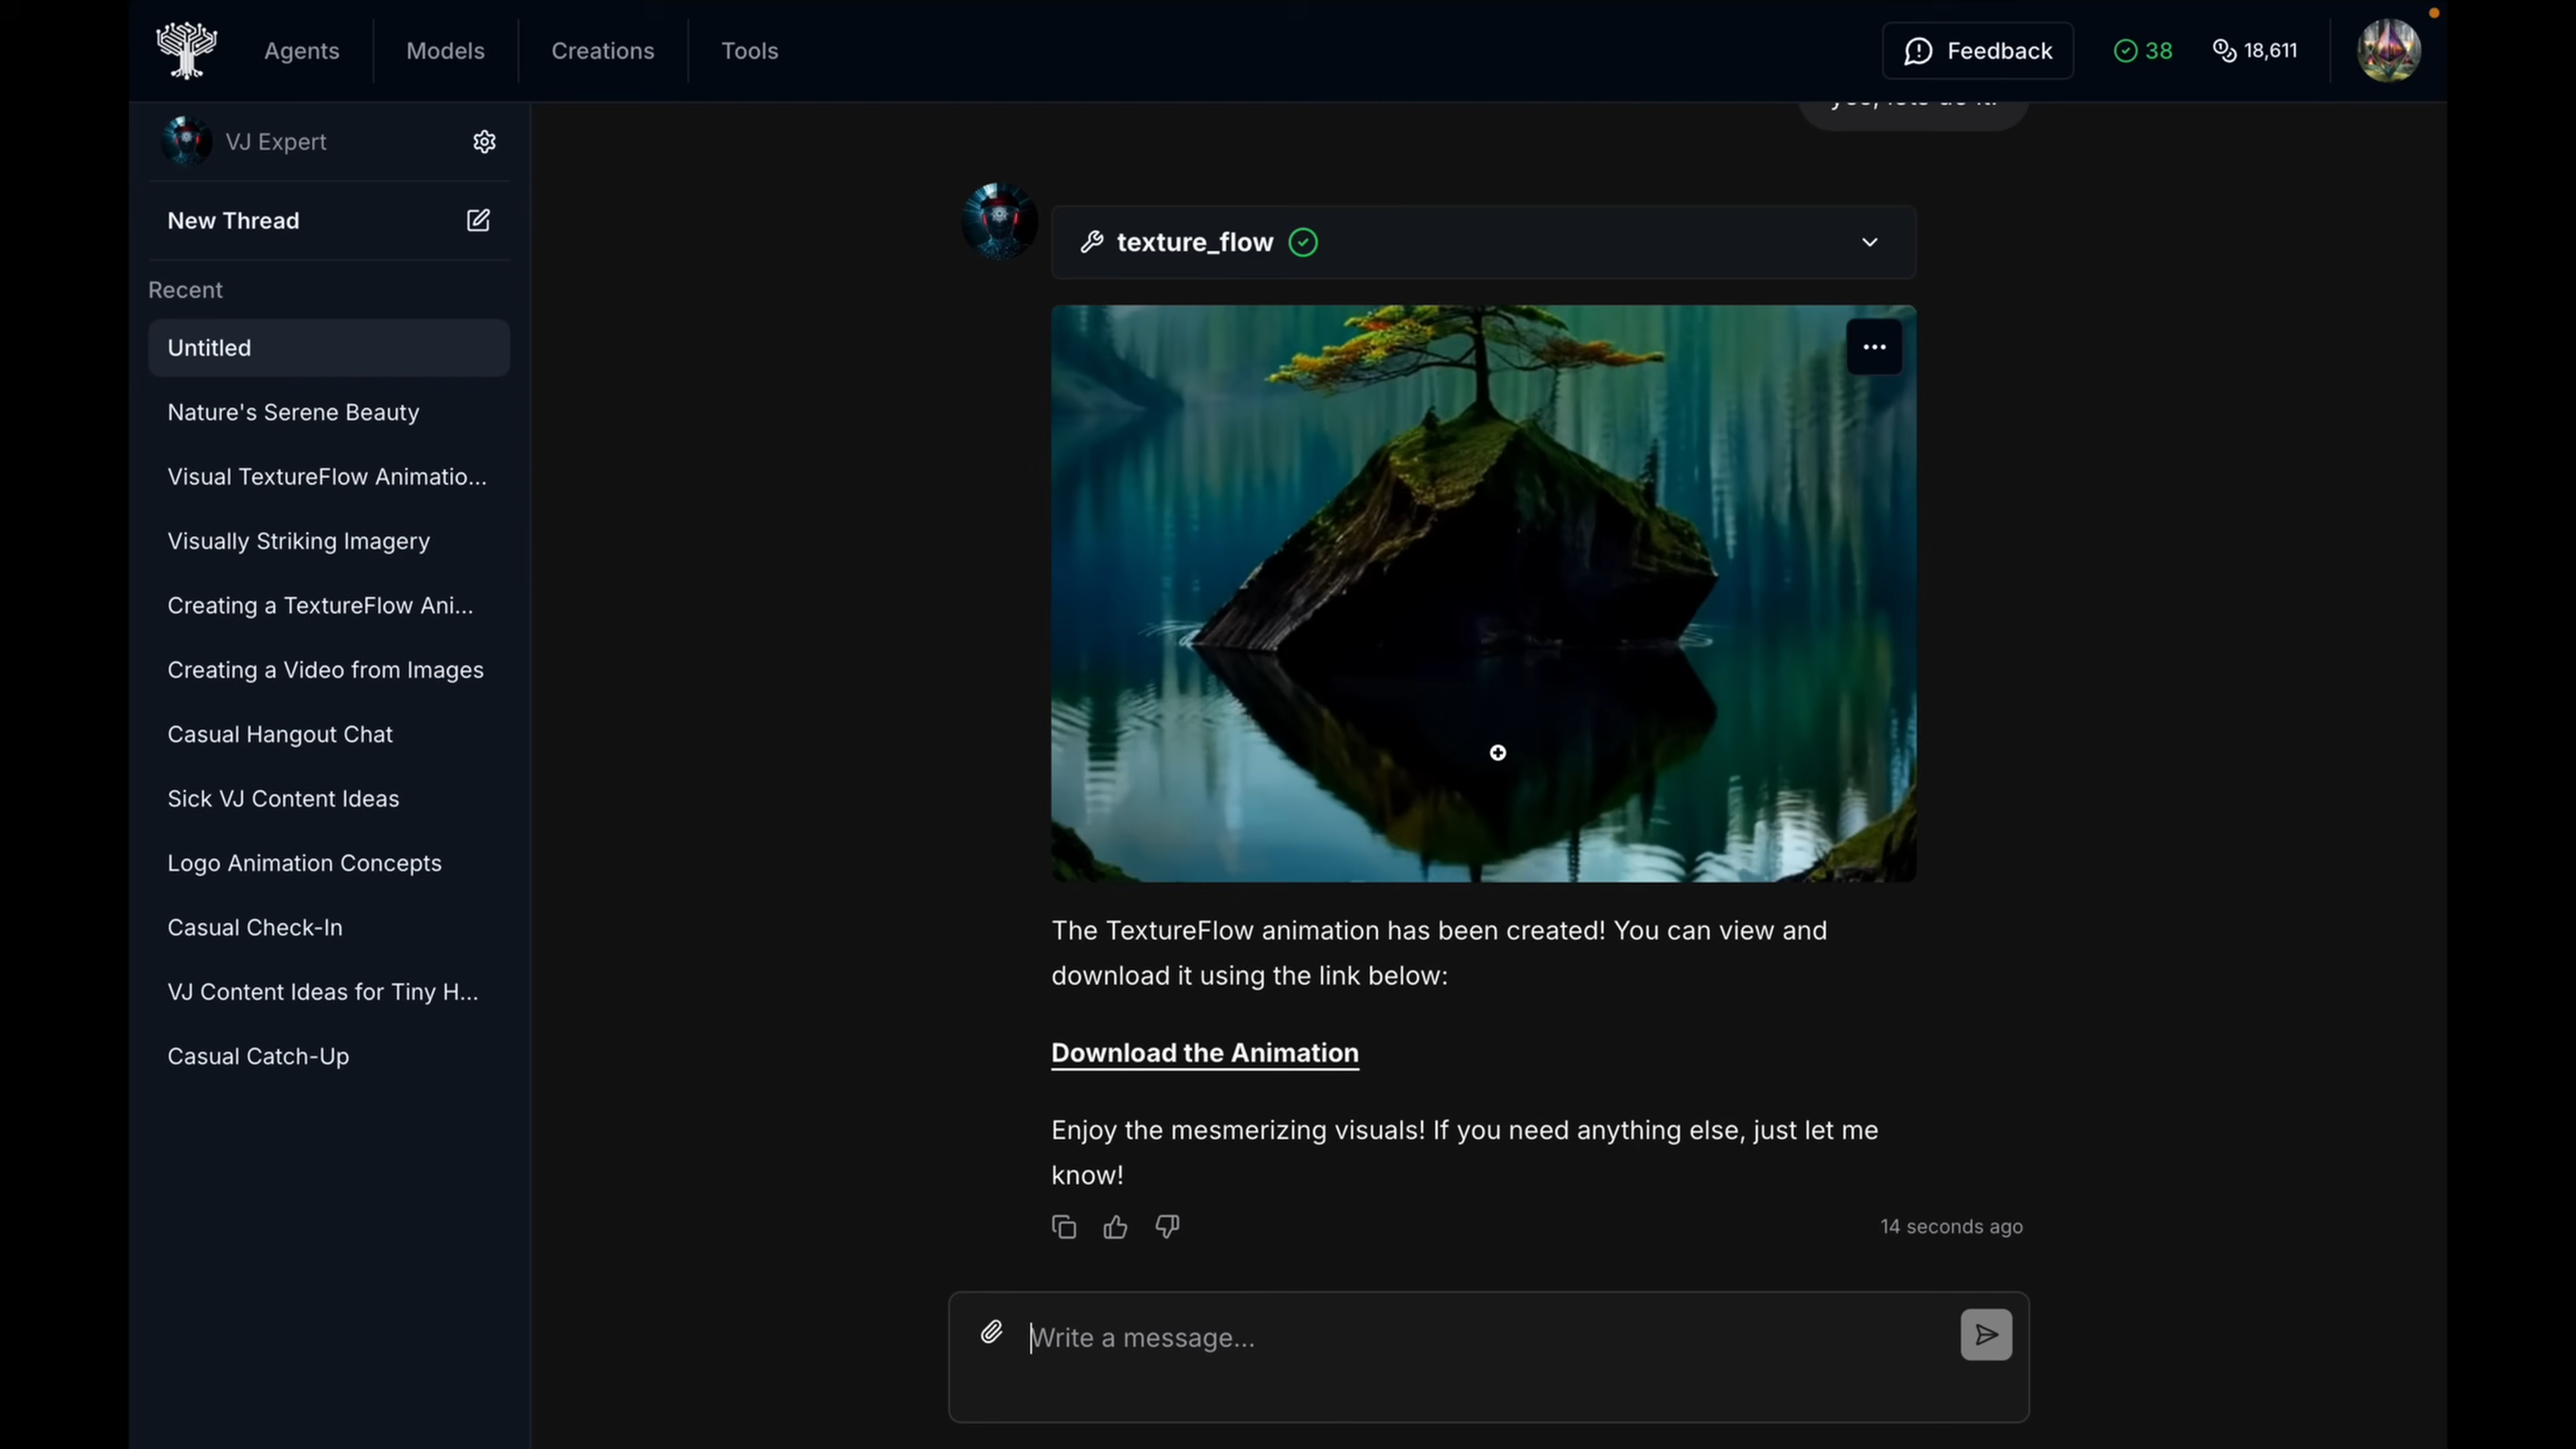 Agents
Models
Creations
Tools
Feedback
38
18,611
VJ Expert
New Thread
Recent
Untitled
Nature's Serene Beauty
Visual TextureFlow Animatio...
Visually Striking Imagery
Creating a TextureFlow Ani...
Creating a Video from Images
Casual Hangout Chat
Sick VJ Content Ideas
Logo Animation Concepts
Casual Check-In
VJ Content Ideas for Tiny H...
Casual Catch-Up
texture_flow
The TextureFlow animation has been created! You can view and
download it using the link below:
Download the Animation
Enjoy the mesmerizing visuals! If you need anything else, just let me
know!
14 seconds ago
Write a message...